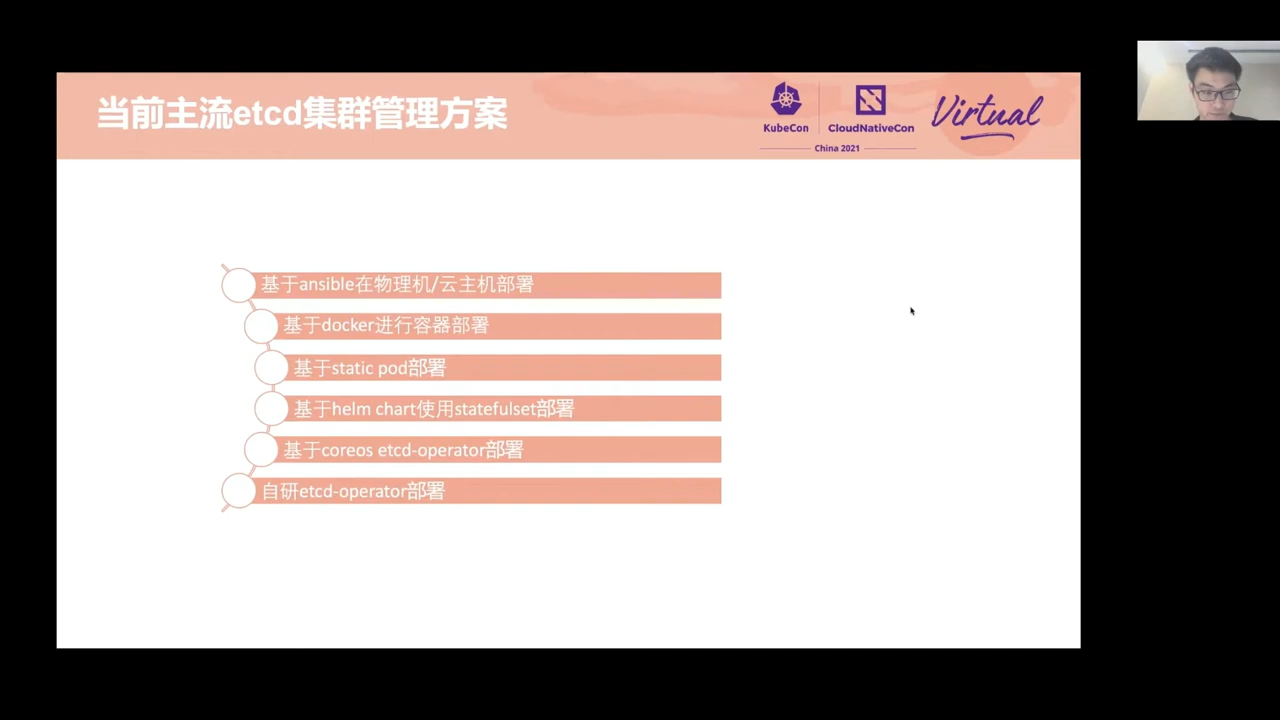 当前主流etcd集群管理方案
KubeCon
CloudNativeCon
Virtual
China 2021
基于ansible在物理机/云主机部署
基于docker进行容器部署
基于static pod部署
基于helm chart使用statefulset部署
基于coreos etcd-operator部署
自研etcd-operator部署